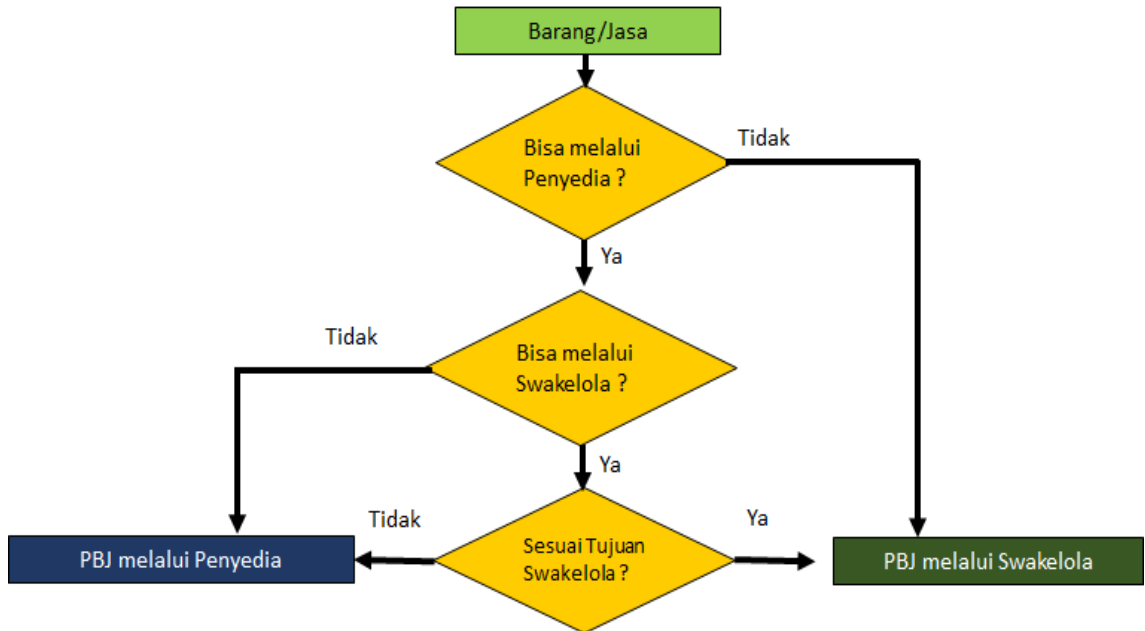 Barang/Jasa
Bisa melalui
Penyedia ?
Tidak
Ya
Bisa melalui
Swakelola ?
Tidak
Ya
Sesuai Tujuan
Swakelola ?
Tidak
Ya
PBJ melalui Penyedia
PBJ melalui Swakelola